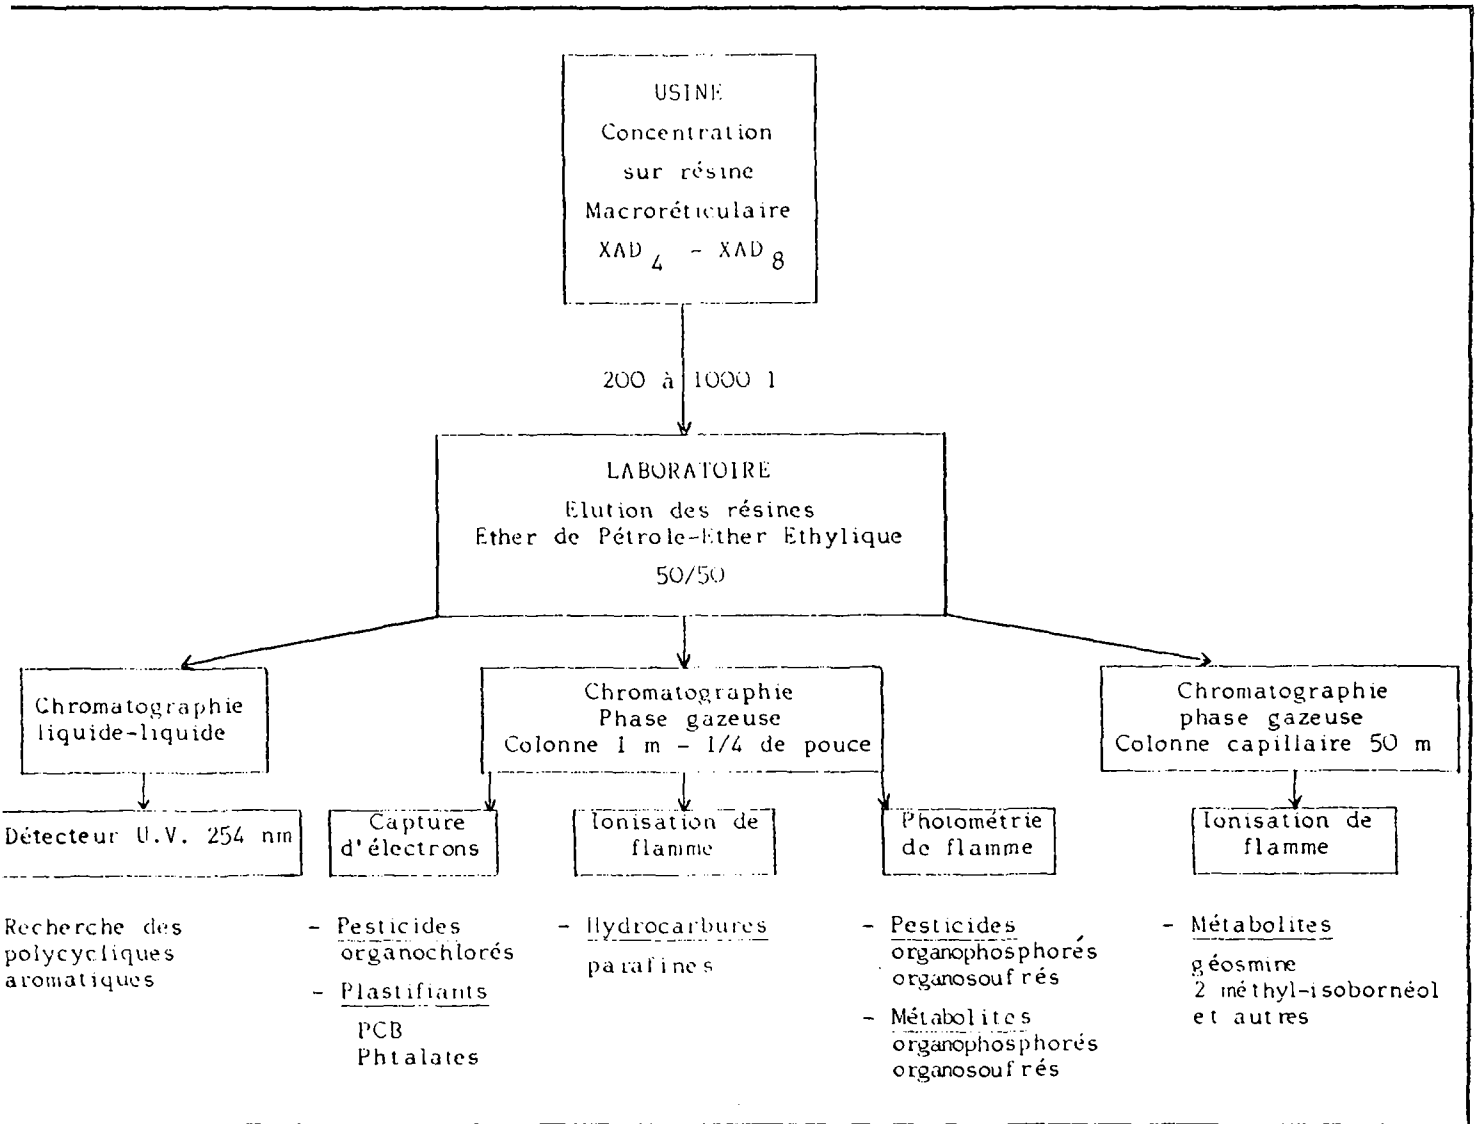 USINE
Concentration
sur résine
Macroréticulaire
XAD 4 - XAD 8
200 à 1000 l
LABORATOIRE
Elution des résines
Ether de Pétrole-Ether Ethylique
50/50
Chromatographie
liquide-liquide
Chromatographie
Phase gazeuse
Colonne 1 m - 1/4 de pouce
Chromatographie
phase gazeuse
Colonne capillaire 50 m
Détecteur U.V. 254 nm
Capture
d'électrons
Ionisation de
flamme
Photométrie
de flamme
Ionisation de
flamme
Recherche des
polycycliques
aromatiques
- Pesticides
organochlorés
- Plastifiants
PCB
Phtalates
- Hydrocarbures
parafines
- Pesticides
organophosphorés
organosoufrés
- Métabolites
organophosphorés
organosoufrés
- Métabolites
géosmine
2 méthyl-isobornéol
et autres